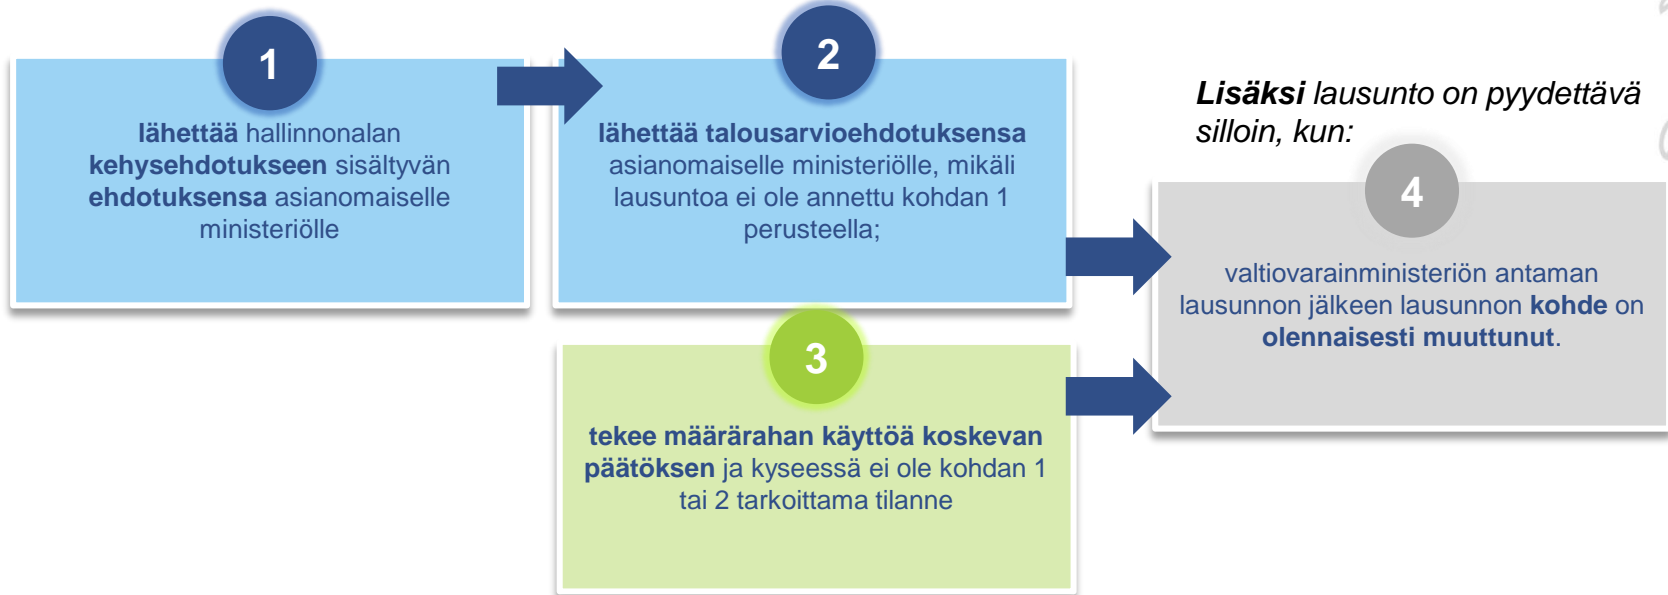 1
lähettää hallinnonalan
kehysehdotukseen sisältyvän
ehdotuksensa asianomaiselle
ministeriölle
2
lähettää talousarvioehdotuksensa
asianomaiselle ministeriölle, mikäli
lausuntoa ei ole annettu kohdan 1
perusteella;
3
tekee määrärahan käyttöä koskevan
päätöksen ja kyseessä ei ole kohdan 1
tai 2 tarkoittama tilanne
Lisäksi lausunto on pyydettävä
silloin, kun:
4
valtiovarainministeriön antaman
lausunnon jälkeen lausunnon kohde on
olennaisesti muuttunut.